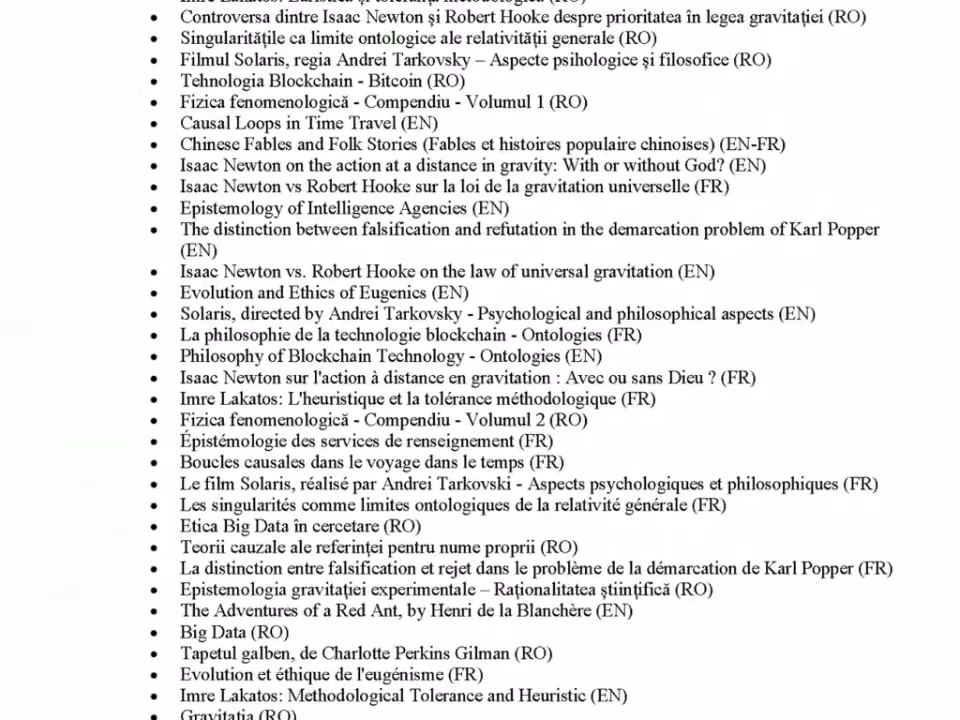 Imre Lakatos: Euristica și toleranța metodologică (RO)
• Controversa dintre Isaac Newton și Robert Hooke despre prioritatea în legea gravitației (RO)
• Singularitățile ca limite ontologice ale relativității generale (RO)
• Filmul Solaris, regia Andrei Tarkovsky – Aspecte psihologice și filosofice (RO)
• Tehnologia Blockchain - Bitcoin (RO)
• Fizica fenomenologică - Compendiu - Volumul 1 (RO)
• Causal Loops in Time Travel (EN)
• Chinese Fables and Folk Stories (Fables et histoires populaire chinoises) (EN-FR)
• Isaac Newton on the action at a distance in gravity: With or without God? (EN)
• Isaac Newton vs Robert Hooke sur la loi de la gravitation universelle (FR)
• Epistemology of Intelligence Agencies (EN)
• The distinction between falsification and refutation in the demarcation problem of Karl Popper
(EN)
• Isaac Newton vs. Robert Hooke on the law of universal gravitation (EN)
• Evolution and Ethics of Eugenics (EN)
• Solaris, directed by Andrei Tarkovsky - Psychological and philosophical aspects (EN)
• La philosophie de la technologie blockchain - Ontologies (FR)
• Philosophy of Blockchain Technology - Ontologies (EN)
• Isaac Newton sur l'action à distance en gravitation : Avec ou sans Dieu ? (FR)
• Imre Lakatos: L'heuristique et la tolérance méthodologique (FR)
• Fizica fenomenologică - Compendiu - Volumul 2 (RO)
• Épistémologie des services de renseignement (FR)
• Boucles causales dans le voyage dans le temps (FR)
• Le film Solaris, réalisé par Andrei Tarkovski - Aspects psychologiques et philosophiques (FR)
• Les singularités comme limites ontologiques de la relativité générale (FR)
• Etica Big Data în cercetare (RO)
• Teorii cauzale ale referinței pentru nume proprii (RO)
• La distinction entre falsification et rejet dans le problème de la démarcation de Karl Popper (FR)
• Epistemologia gravitației experimentale – Raționalitatea științifică (RO)
• The Adventures of a Red Ant, by Henri de la Blanchère (EN)
• Big Data (RO)
• Tapetul galben, de Charlotte Perkins Gilman (RO)
• Evolution et éthique de l'eugénisme (FR)
• Imre Lakatos: Methodological Tolerance and Heuristic (EN)
• Gravitația (RO)